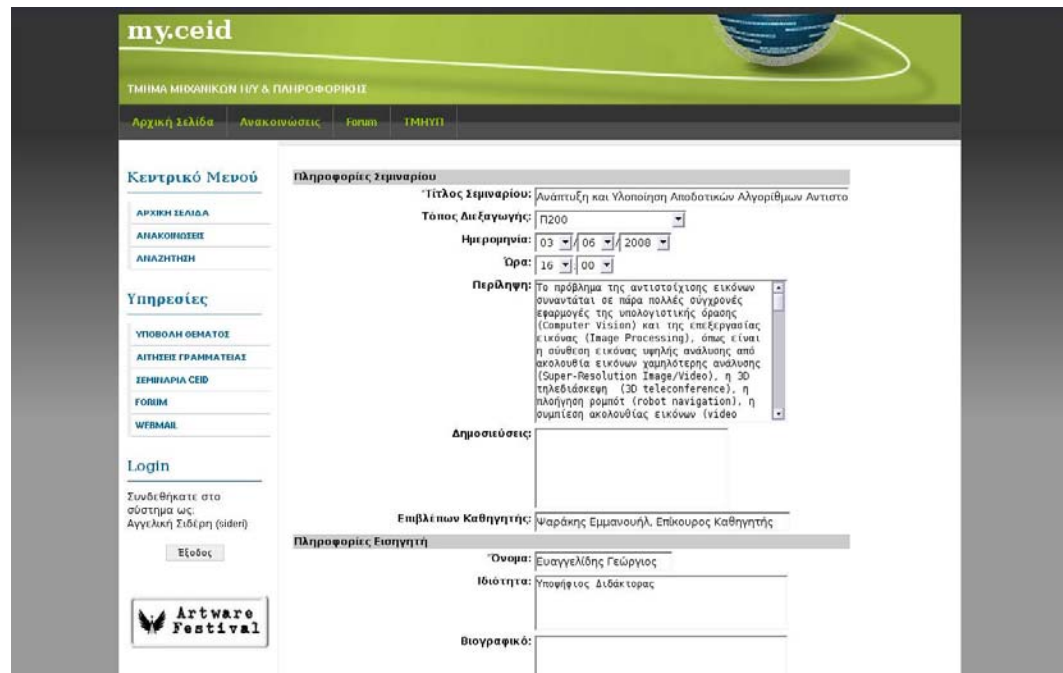 my.ceid
ΤΜΗΜΑ ΜΗΧΑΝΙΚΩΝ Η/Υ & ΠΛΗΡΟΦΟΡΙΚΗΣ
Αρχική Σελίδα Ανακοινώσεις Forum ΤΜΗΥΠ
Κεντρικό Μενού
ΑΡΧΙΚΗ ΣΕΛΙΔΑ
ΑΝΑΚΟΙΝΩΣΕΙΣ
ΑΝΑΖΗΤΗΣΗ
Υπηρεσίες
ΥΠΟΒΟΛΗ ΘΕΜΑΤΟΣ
ΑΙΤΗΣΕΙΣ ΓΡΑΜΜΑΤΕΙΑΣ
ΣΕΜΙΝΑΡΙΑ CEID
FORUM
WEBMAIL
Login
Συνδεθήκατε στο
σύστημα ως:
Αγγελική Σιδέρη (sideri)
Έξοδος
Artware
Festival
Πληροφορίες Σεμιναρίου
*Τίτλος Σεμιναρίου: Ανάπτυξη και Υλοποίηση Αποδοτικών Αλγορίθμων Αντιστο
Τόπος Διεξαγωγής: Π200
Ημερομηνία: 03 / 06 / 2008
Ώρα: 16 : 00
Περίληψη: Το πρόβλημα της αντιστοίχισης εικόνων
συναντάται σε πάρα πολλές σύγχρονές
εφαρμογές της υπολογιστικής όρασης
(Computer Vision) και της επεξεργασίας
εικόνας (Image Processing), όπως είναι
η σύνθεση εικόνας υψηλής ανάλυσης από
ακολουθία εικόνων χαμηλότερης ανάλυσης
(Super-Resolution Image/Video), η 3D
τηλεδιάσκεψη (3D teleconference), η
πλοήγηση ρομπότ (robot navigation), η
συμπίεση ακολουθίας εικόνων (video
Δημοσιεύσεις:
Επιβλέπων Καθηγητής: Ψαράκης Εμμανουήλ, Επίκουρος Καθηγητής
Πληροφορίες Εισηγητή
*Όνομα: Ευαγγελίδης Γεώργιος
Ιδιότητα: Υποψήφιος Διδάκτορας
Βιογραφικό: